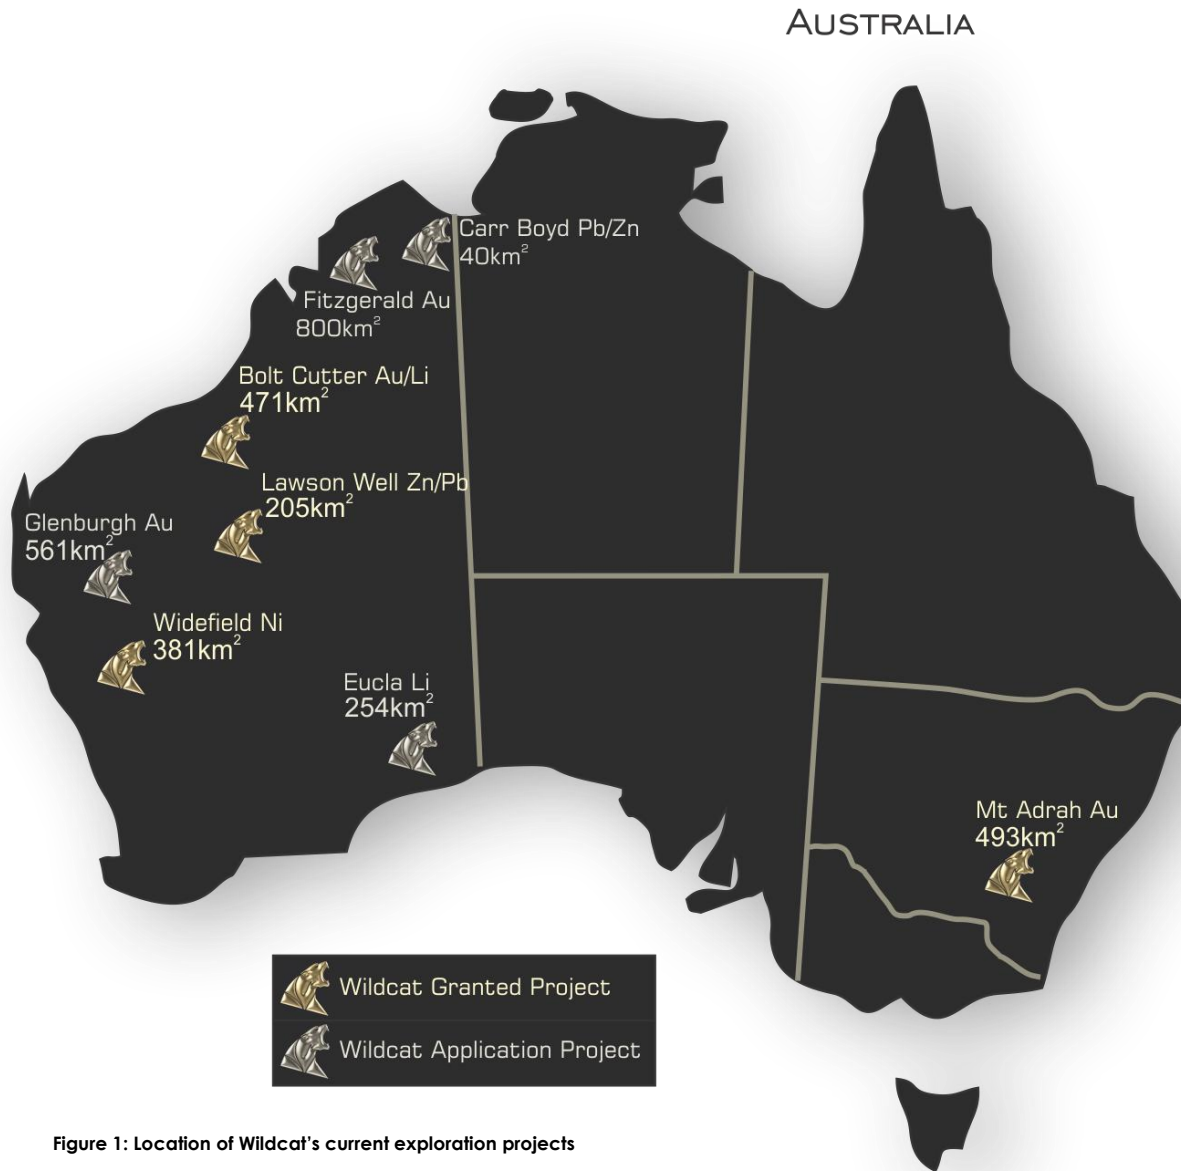 AUSTRALIA
Carr Boyd Pb/Zn
40km²
Fitzgerald Au
800km²
Bolt Cutter Au/Li
471km²
Lawson Well Zn/Pb
205km²
Glenburgh Au
561km²
Widefield Ni
381km²
Eucla Li
254km²
Mt Adrah Au
493km²
Wildcat Granted Project
Wildcat Application Project
Figure 1: Location of Wildcat's current exploration projects